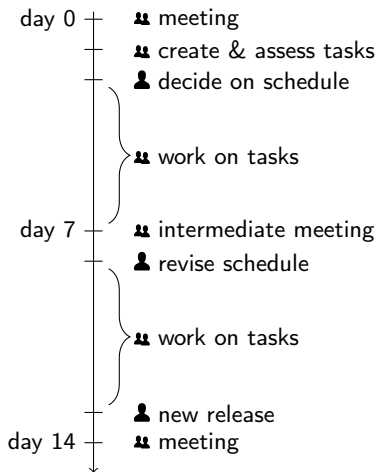 day 0 meeting
create & assess tasks
decide on schedule
work on tasks
day 7 intermediate meeting
revise schedule
work on tasks
new release
day 14 meeting